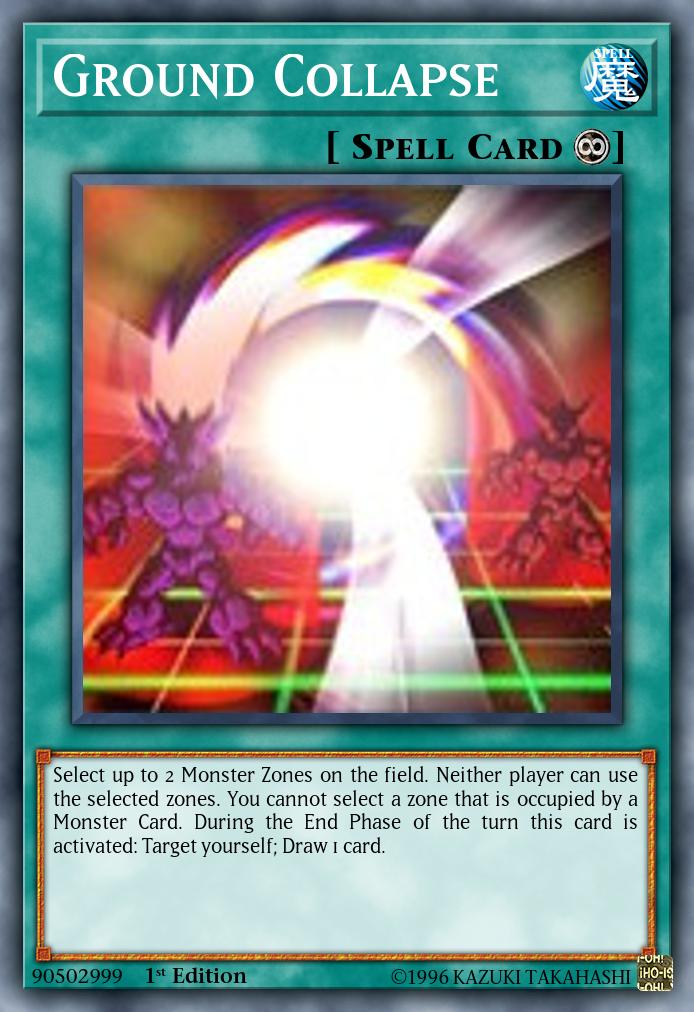 GROUND COLLAPSE
SPELL
魔
[ SPELL CARD ]
Select up to 2 Monster Zones on the field. Neither player can use
the selected zones. You cannot select a zone that is occupied by a
Monster Card. During the End Phase of the turn this card is
activated: Target yourself; Draw 1 card.
90502999 1st Edition ©1996 KAZUKI TAKAHASHI